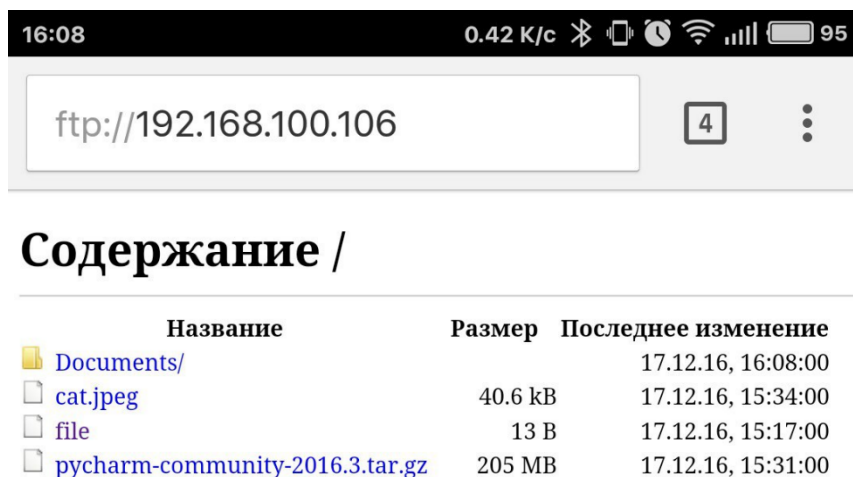 16:08 0.42 K/c 95
ftp://192.168.100.106 4
Содержание /
Название Размер Последнее изменение
Documents/ 17.12.16, 16:08:00
cat.jpeg 40.6 kB 17.12.16, 15:34:00
file 13 B 17.12.16, 15:17:00
pycharm-community-2016.3.tar.gz 205 MB 17.12.16, 15:31:00